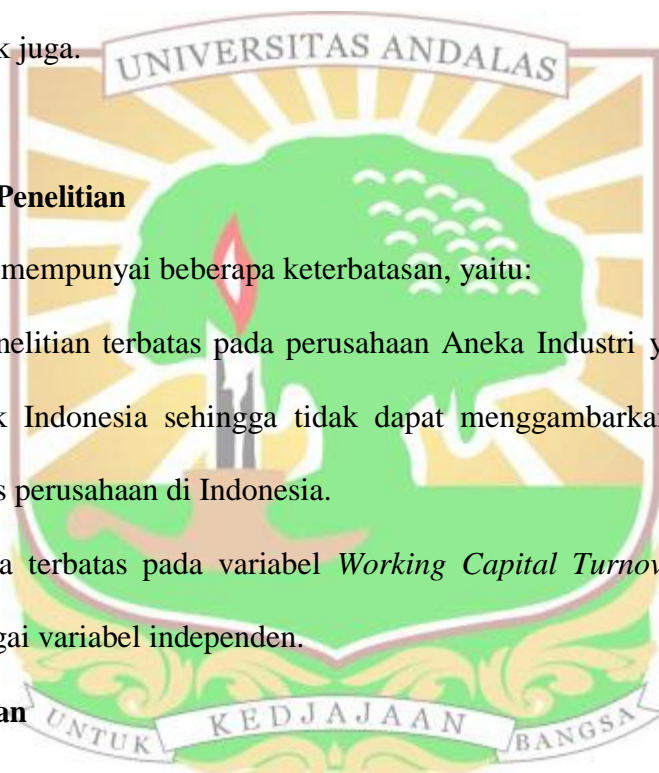 k juga.
UNIVERSITAS ANDALAS
Penelitian
mempunyai beberapa keterbatasan, yaitu:
nelitian terbatas pada perusahaan Aneka Industri y
k Indonesia sehingga tidak dapat menggambarkan
s perusahaan di Indonesia.
a terbatas pada variabel Working Capital Turnov
gai variabel independen.
an
UNTUK KEDJAJAAN BANGSA